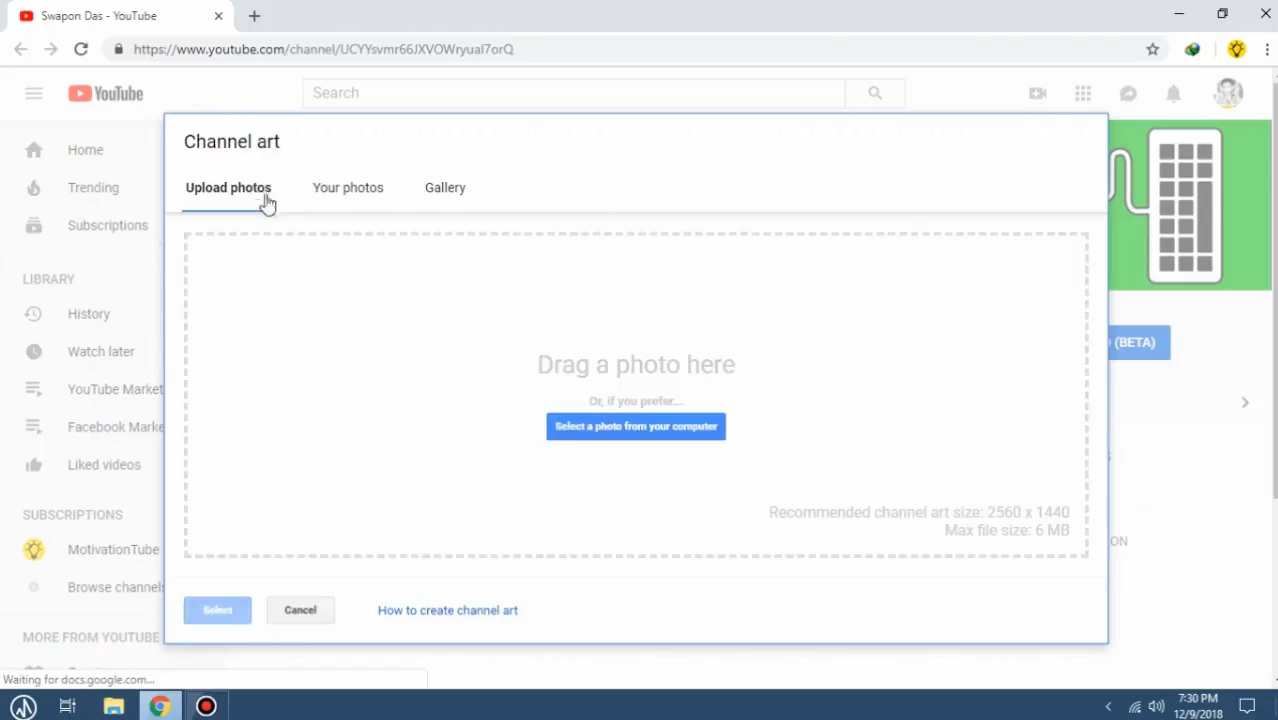 Swapon Das - YouTube
https://www.youtube.com/channel/UCYYsvmr66JXVOWryual7orQ
YouTube
Search
Channel art
Upload photos
Your photos
Gallery
Home
Trending
Subscriptions
LIBRARY
History
Watch later
YouTube Market
Facebook Marke
Liked videos
SUBSCRIPTIONS
MotivationTube
Browse channels
MORE FROM YOUTUBE
Drag a photo here
Or, if you prefer...
Select a photo from your computer
Recommended channel art size: 2560 x 1440
Max file size: 6 MB
(BETA)
ON
Select
Cancel
How to create channel art
Waiting for docs.google.com...
7:30 PM
12/9/2018